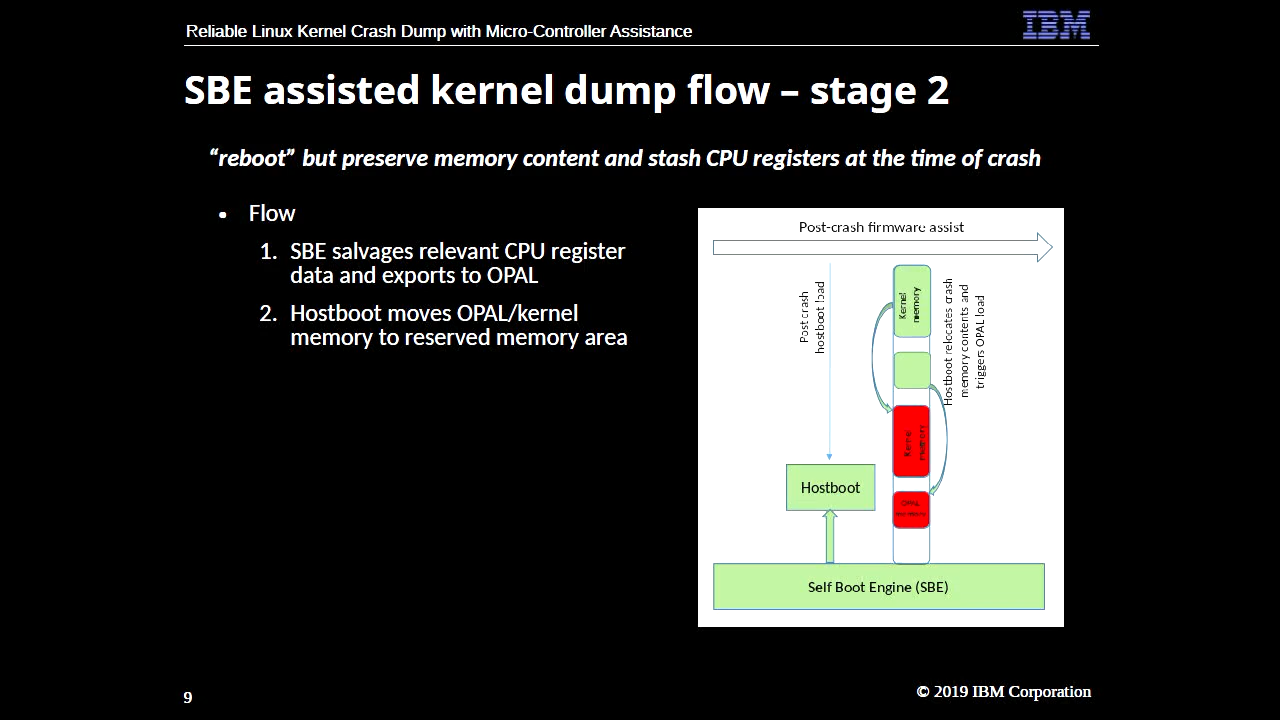 Reliable Linux Kernel Crash Dump with Micro-Controller Assistance
IBM
SBE assisted kernel dump flow – stage 2
“reboot” but preserve memory content and stash CPU registers at the time of crash
• Flow
1. SBE salvages relevant CPU register
data and exports to OPAL
2. Hostboot moves OPAL/kernel
memory to reserved memory area
Post-crash firmware assist
Post crash
hostboot load
Kernel
memory
Hostboot relocates crash
memory contents and
triggers OPAL load
Kernel
memory
OPAL
memory
Hostboot
Self Boot Engine (SBE)
9
© 2019 IBM Corporation